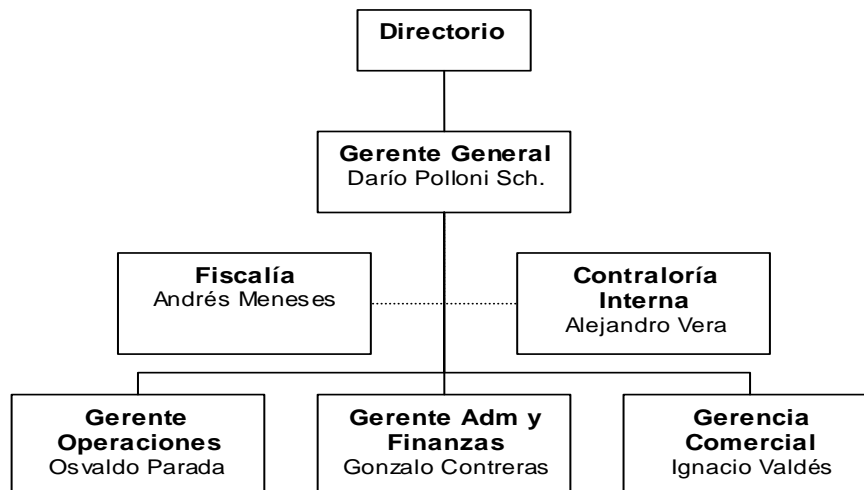 Directorio
Gerente General
Darío Polloni Sch.
Fiscalía
Andrés Meneses
Contraloría
Interna
Alejandro Vera
Gerente
Operaciones
Osvaldo Parada
Gerente Adm y
Finanzas
Gonzalo Contreras
Gerencia
Comercial
Ignacio Valdés